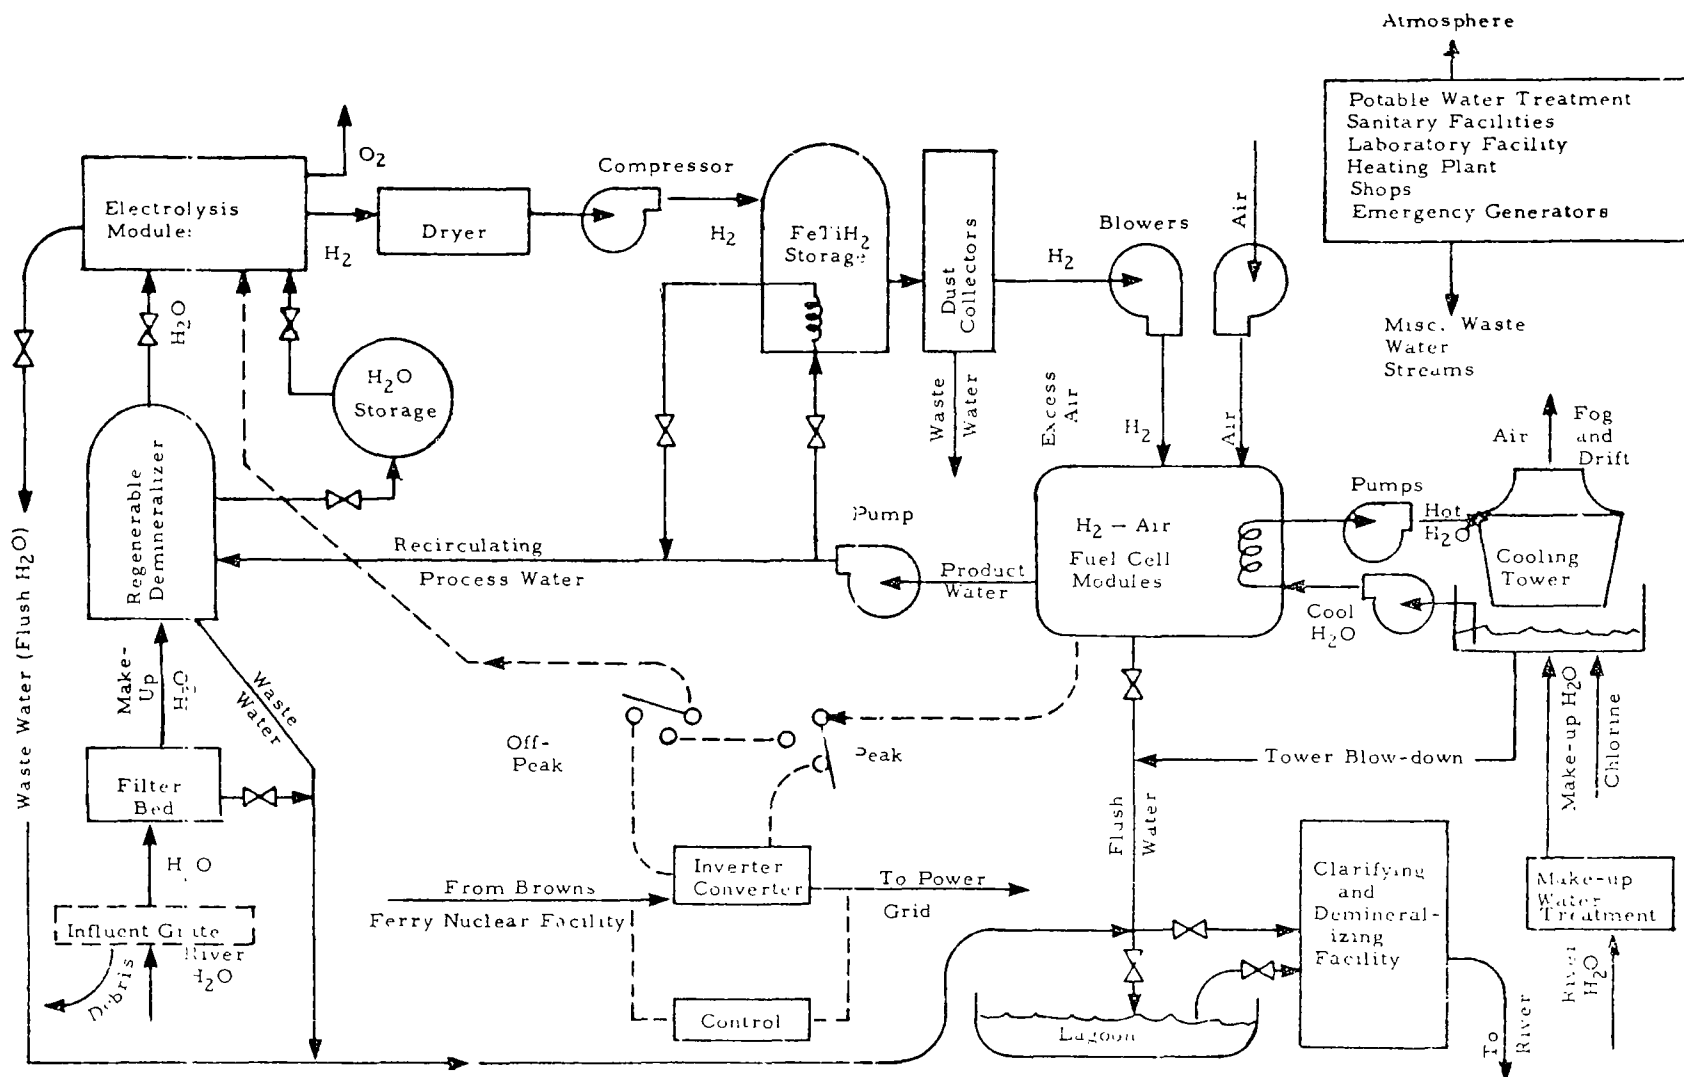 Atmosphere
Potable Water Treatment
Sanitary Facilities
Laboratory Facility
Heating Plant
Shops
Emergency Generators
Misc. Waste
Water
Streams
O2
Electrolysis
Modules
H2
Dryer
Compressor
H2
FeTiH2
Storage
Dust
Collectors
H2
Blowers
Air
H2O
H2O
Storage
Waste
Water
Excess
Air
H2
Air
Air
Fog
and
Drift
Regenerable
Demineralizer
Recirculating
Process Water
Pump
Product
Water
H2 – Air
Fuel Cell
Modules
Pumps
Hot
H2O
Cooling
Tower
Cool
H2O
Waste Water (Flush H2O)
Make-
Up
H2O
Waste
Water
Off-
Peak
Peak
Tower Blow-down
Make-up H2O
Chlorine
Filter
Bed
Flush
Water
H2O
Inverter
Converter
From Browns
Ferry Nuclear Facility
To Power
Grid
Clarifying
and
Demineral-
izing
Facility
Make-up
Water
Treatment
Influent Grate
River
H2O
Debris
Control
Lagoon
To
River
River
H2O